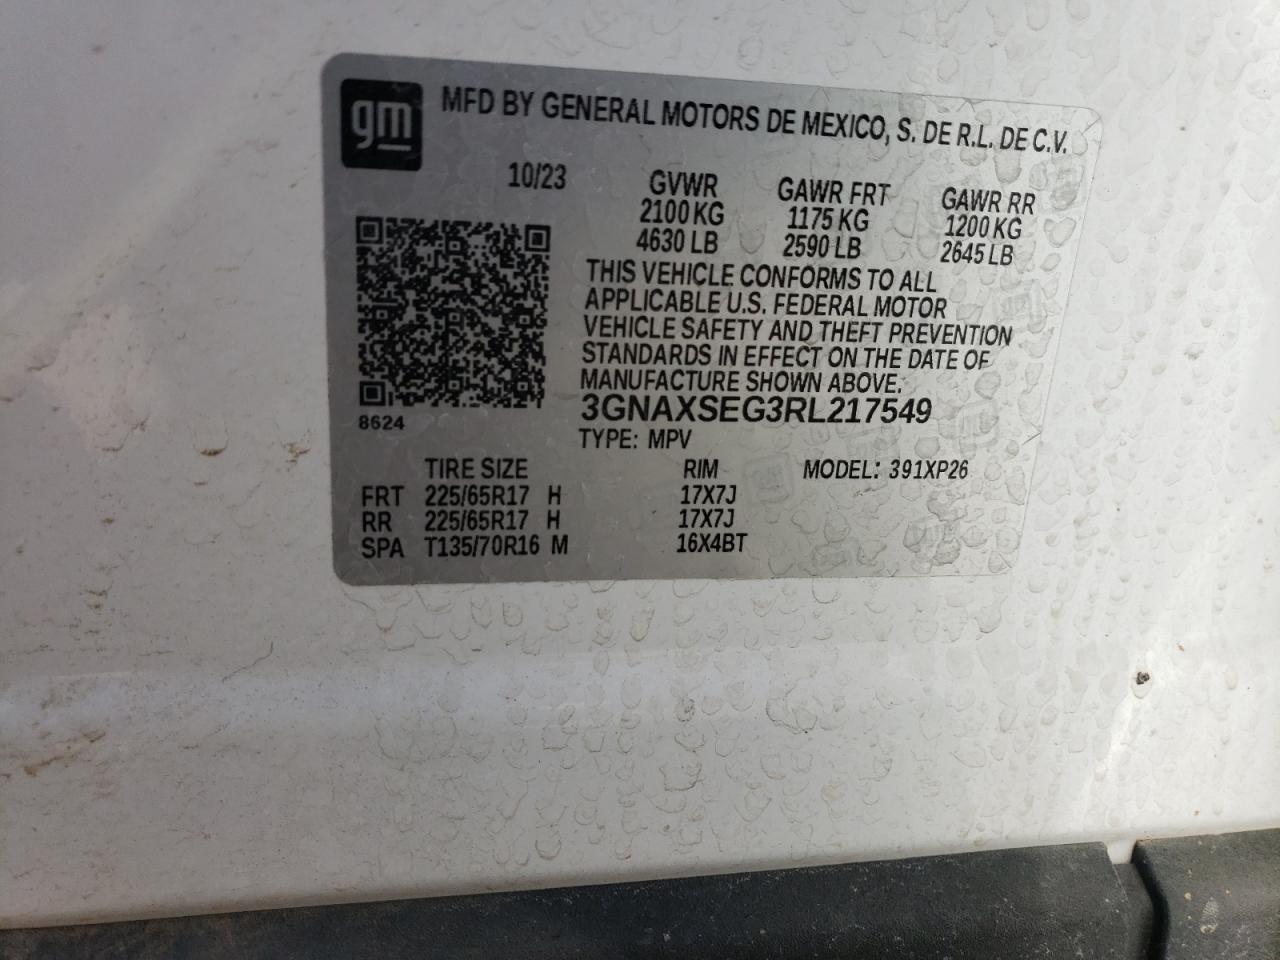 gm
MFD BY GENERAL MOTORS DE MEXICO, S. DE R.L. DE C.V.
10/23
GVWR GAWR FRT GAWR RR
2100 KG 1175 KG 1200 KG
4630 LB 2590 LB 2645 LB
THIS VEHICLE CONFORMS TO ALL
APPLICABLE U.S. FEDERAL MOTOR
VEHICLE SAFETY AND THEFT PREVENTION
STANDARDS IN EFFECT ON THE DATE OF
MANUFACTURE SHOWN ABOVE.
3GNAXSEG3RL217549
8624
TYPE: MPV
TIRE SIZE RIM MODEL: 391XP26
FRT 225/65R17 H 17X7J
RR 225/65R17 H 17X7J
SPA T135/70R16 M 16X4BT